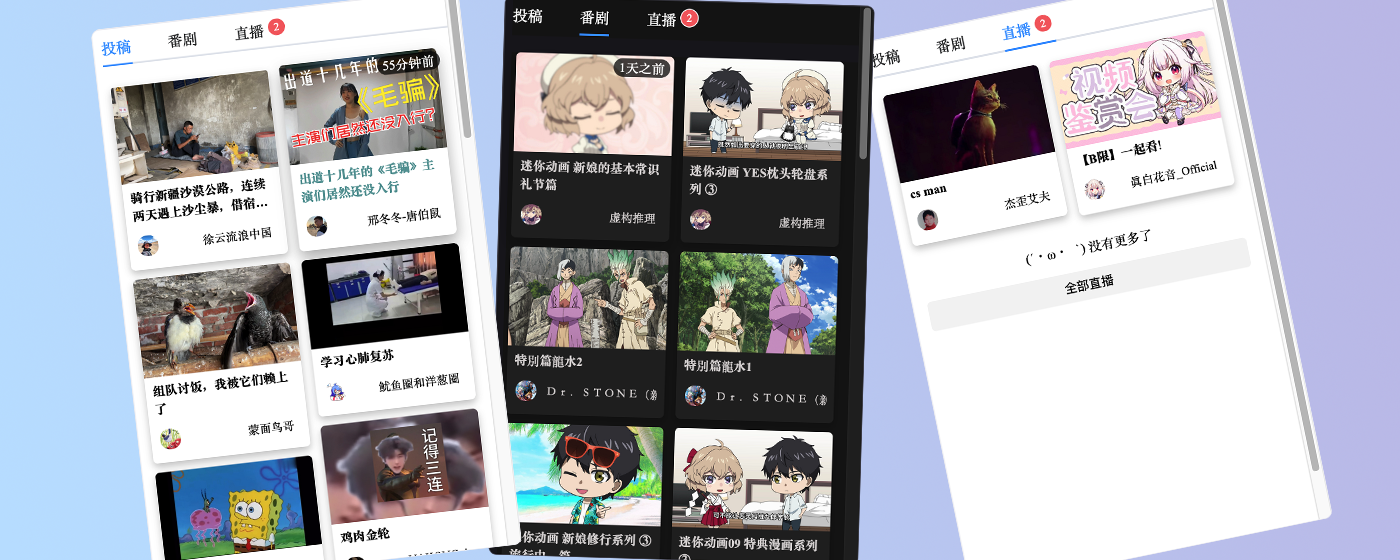 投稿
番剧
直播
2
出道十几年的
55分钟前
《毛骗》
主演们居然还没入行?
骑行新疆沙漠公路,连续
两天遇上沙尘暴,借宿...
徐云流浪中国
出道十几年的《毛骗》主
演们居然还没入行
邢冬冬-唐伯鼠
组队讨饭,我被它们赖上
了
蒙面鸟哥
学习心肺复苏
鱿鱼圈和洋葱圈
记得三连
鸡肉金轮
投稿
番剧
直播
2
1天之前
迷你动画 新娘的基本常识
礼节篇
虚构推理
迷你动画 YES枕头轮盘系
列 ③
虚构推理
特别篇龍水2
Dr. STONE
特别篇龍水1
Dr. STONE
你动画 新娘修行系列 ③
迷你动画09 特典漫画系列
投稿
番剧
直播
2
cs man
杰歪艾夫
视频
鉴赏会
【B限】一起看!
眞白花音_Official
(´・ω・｀) 没有更多了
全部直播